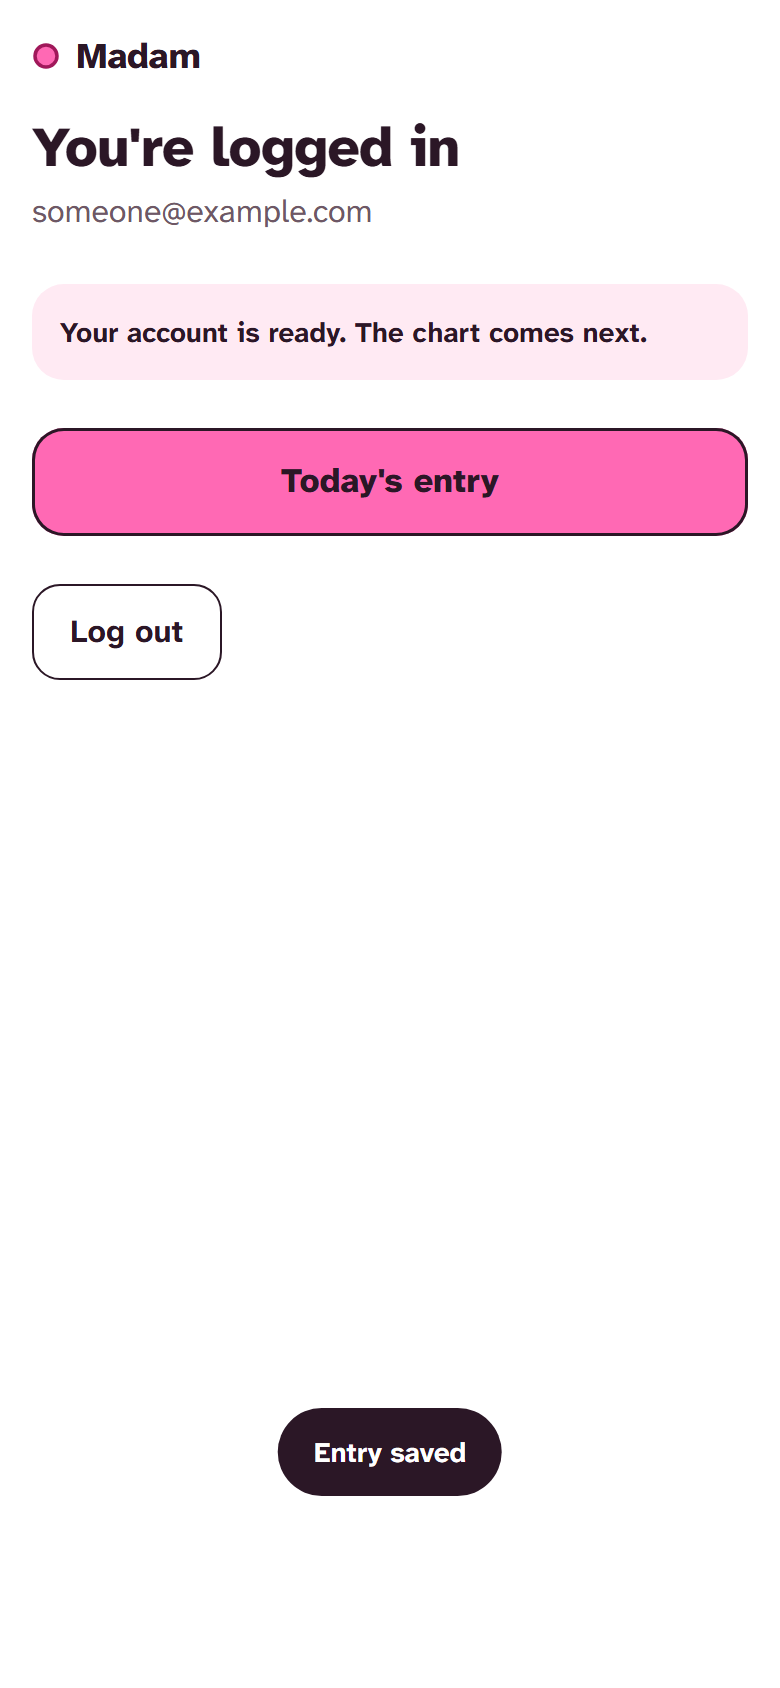 Madam
You're logged in
someone@example.com
Your account is ready. The chart comes next.
Today's entry
Log out
Entry saved